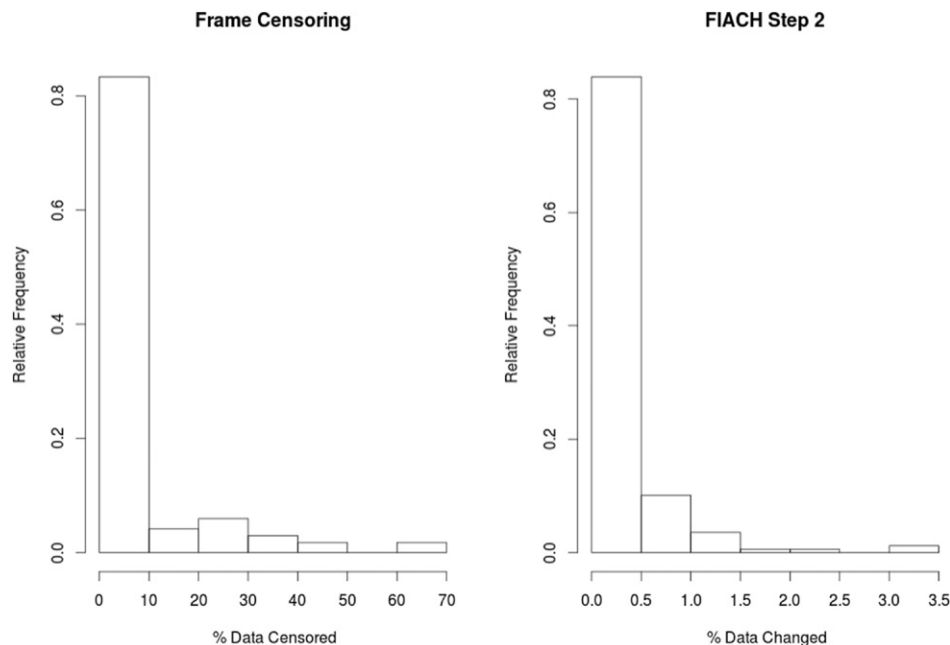 Frame Censoring
Relative Frequency
0.0
0.2
0.4
0.6
0.8
0 10 20 30 40 50 60 70
% Data Censored
FIACH Step 2
Relative Frequency
0.0
0.2
0.4
0.6
0.8
0.0 0.5 1.0 1.5 2.0 2.5 3.0 3.5
% Data Changed